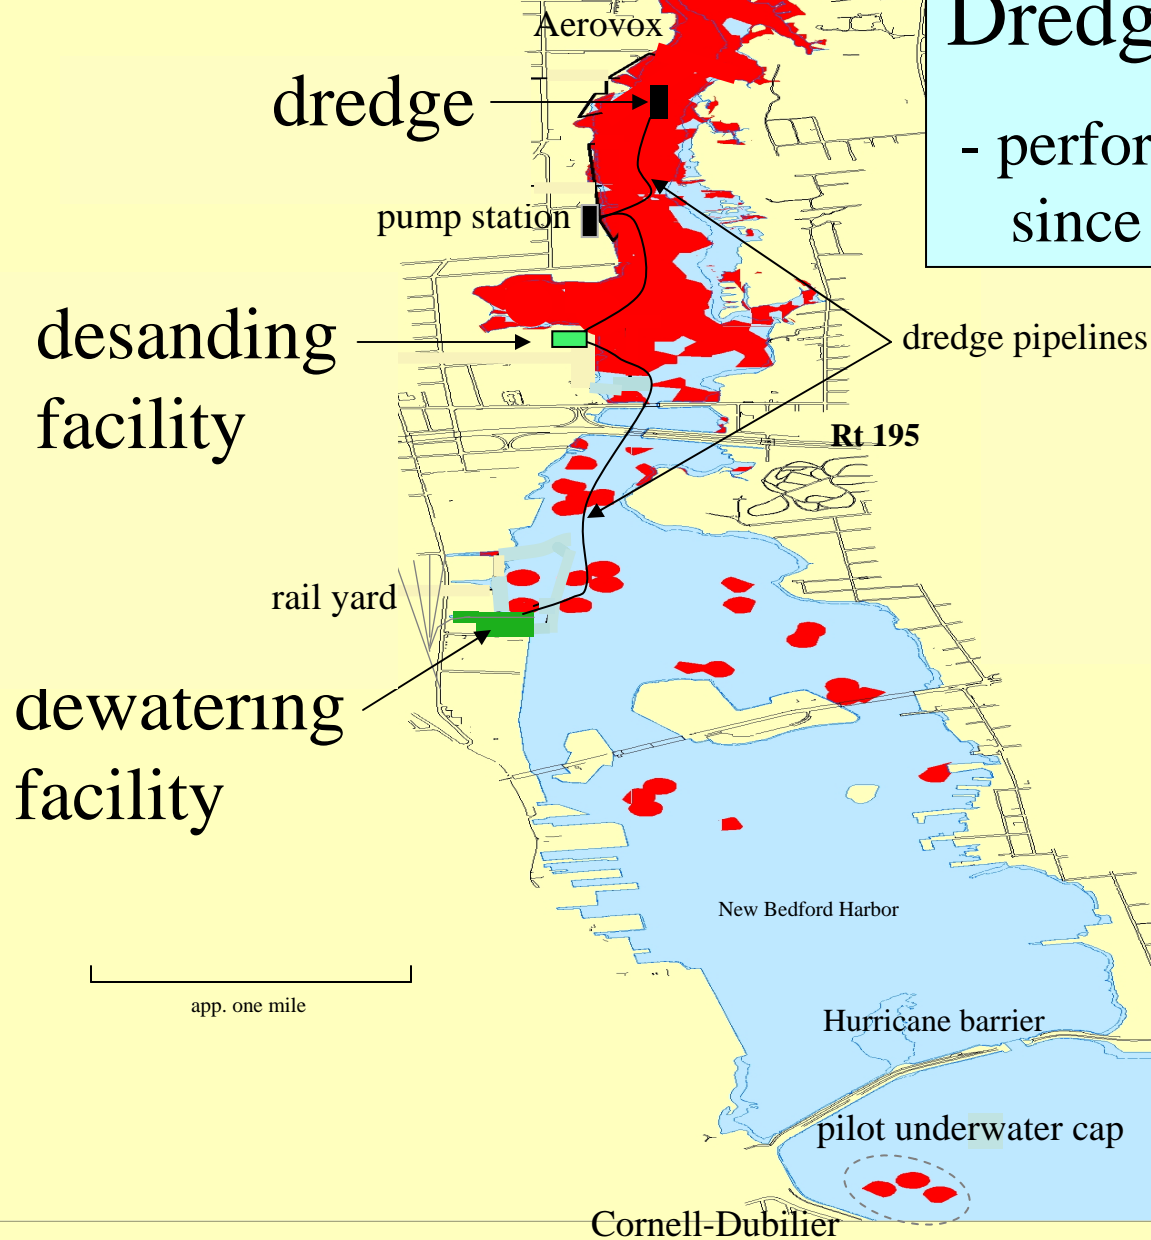 Aerovox
Dredg
dredge
- perfor
since
pump station
desanding
facility
dredge pipelines
Rt 195
rail yard
dewatering
facility
New Bedford Harbor
app. one mile
Hurricane barrier
pilot underwater cap
Cornell-Dubilier